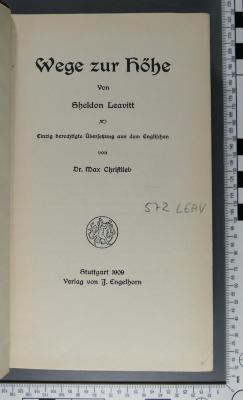 Wege zur Höhe
Von
Sheldon Leavitt
Einzig berechtigte Übersetzung aus dem Englischen
von
Dr. Max Christlieb
572 LEAV
Stuttgart 1909
Verlag von J. Engelhorn